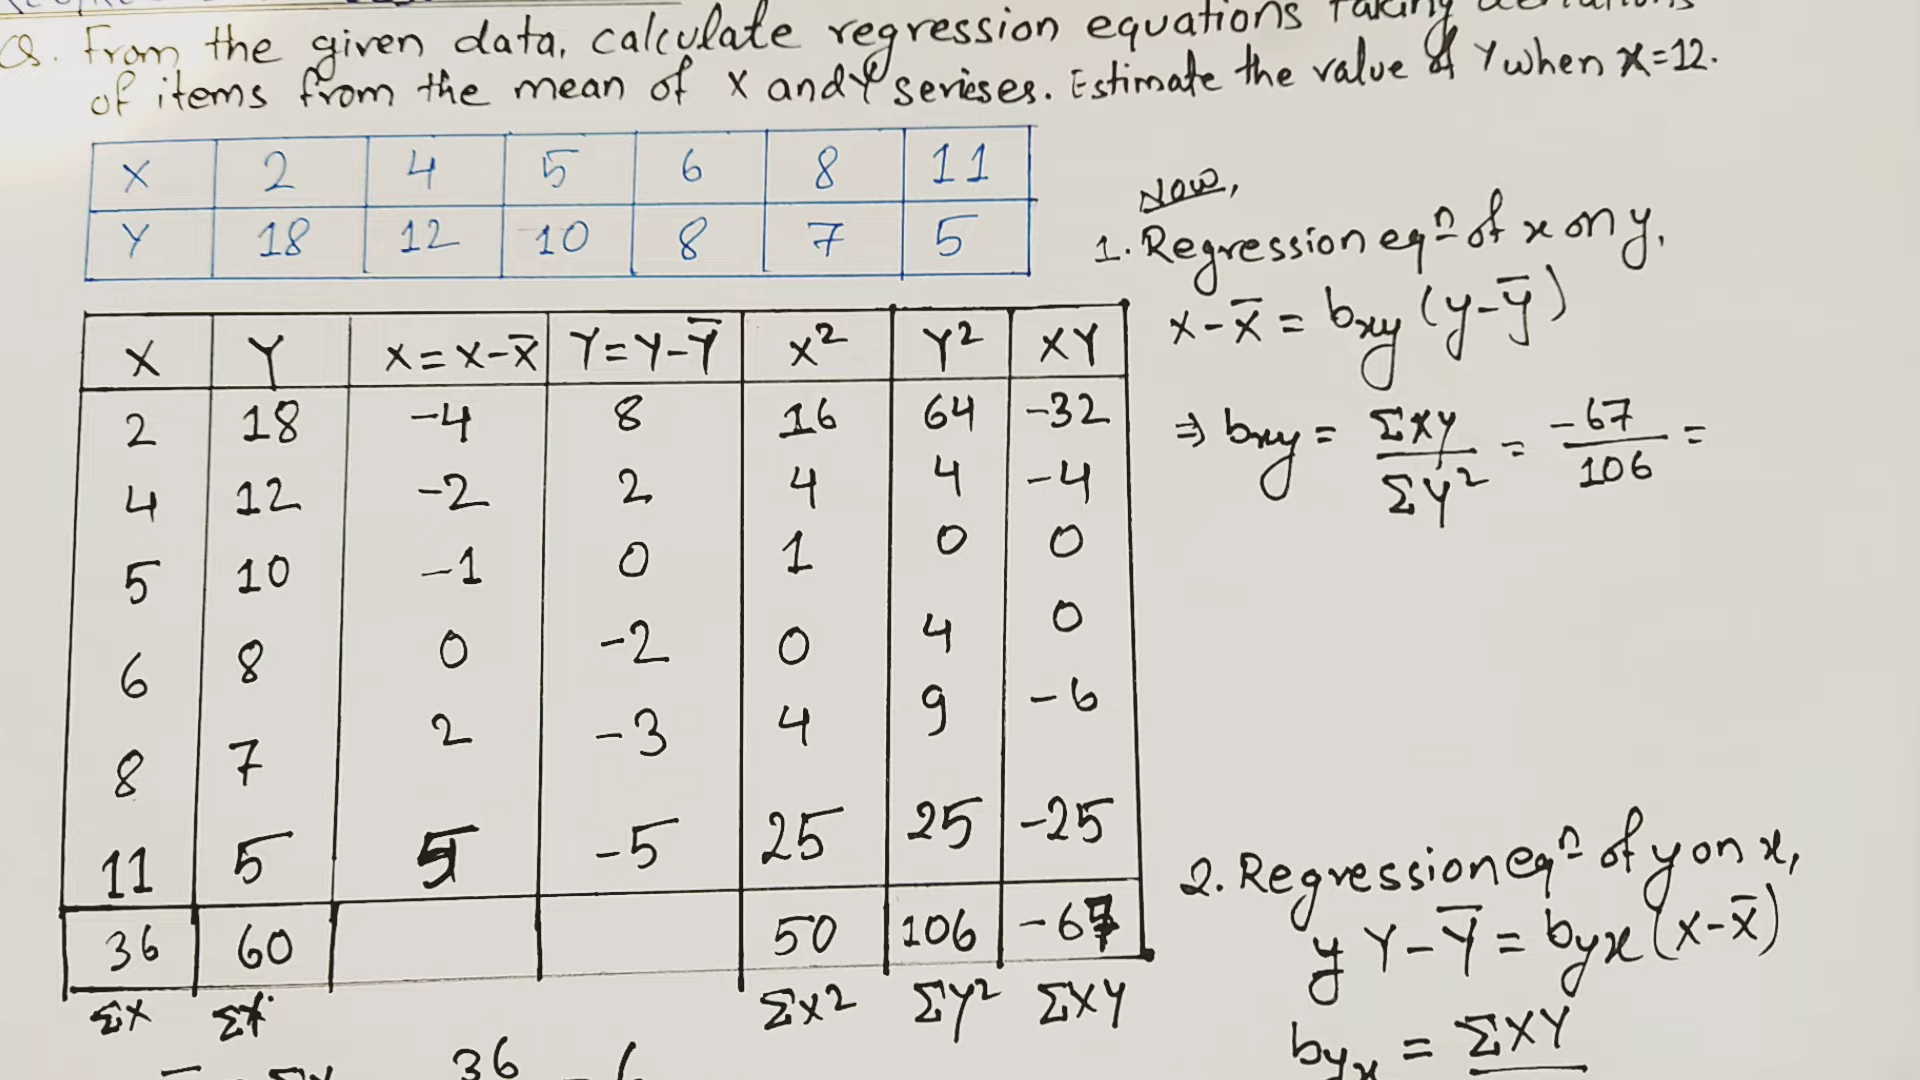 Q. From the given data, calculate regression equations taking deviations
of items from the mean of X and Y serieses. Estimate the value of Y when x=12.
X 2 4 5 6 8 11
Y 18 12 10 8 7 5
X Y x=x-x̄ Y=Y-Ȳ x² Y² XY
2 18 -4 8 16 64 -32
4 12 -2 2 4 4 -4
5 10 -1 0 1 0 0
6 8 0 -2 0 4 0
8 7 2 -3 4 9 -6
11 5 5 -5 25 25 -25
36 60 50 106 -67
ΣX ΣY ΣX² ΣY² ΣXY
36
Now,
1. Regression eqⁿ of x on y,
x-x̄ = bxy (y-ȳ)
⇒ bxy = ΣXY/ΣY² = -67/106 =
2. Regression eqⁿ of y on x,
y Y-Ȳ = byx (x-x̄)
byx = ΣXY